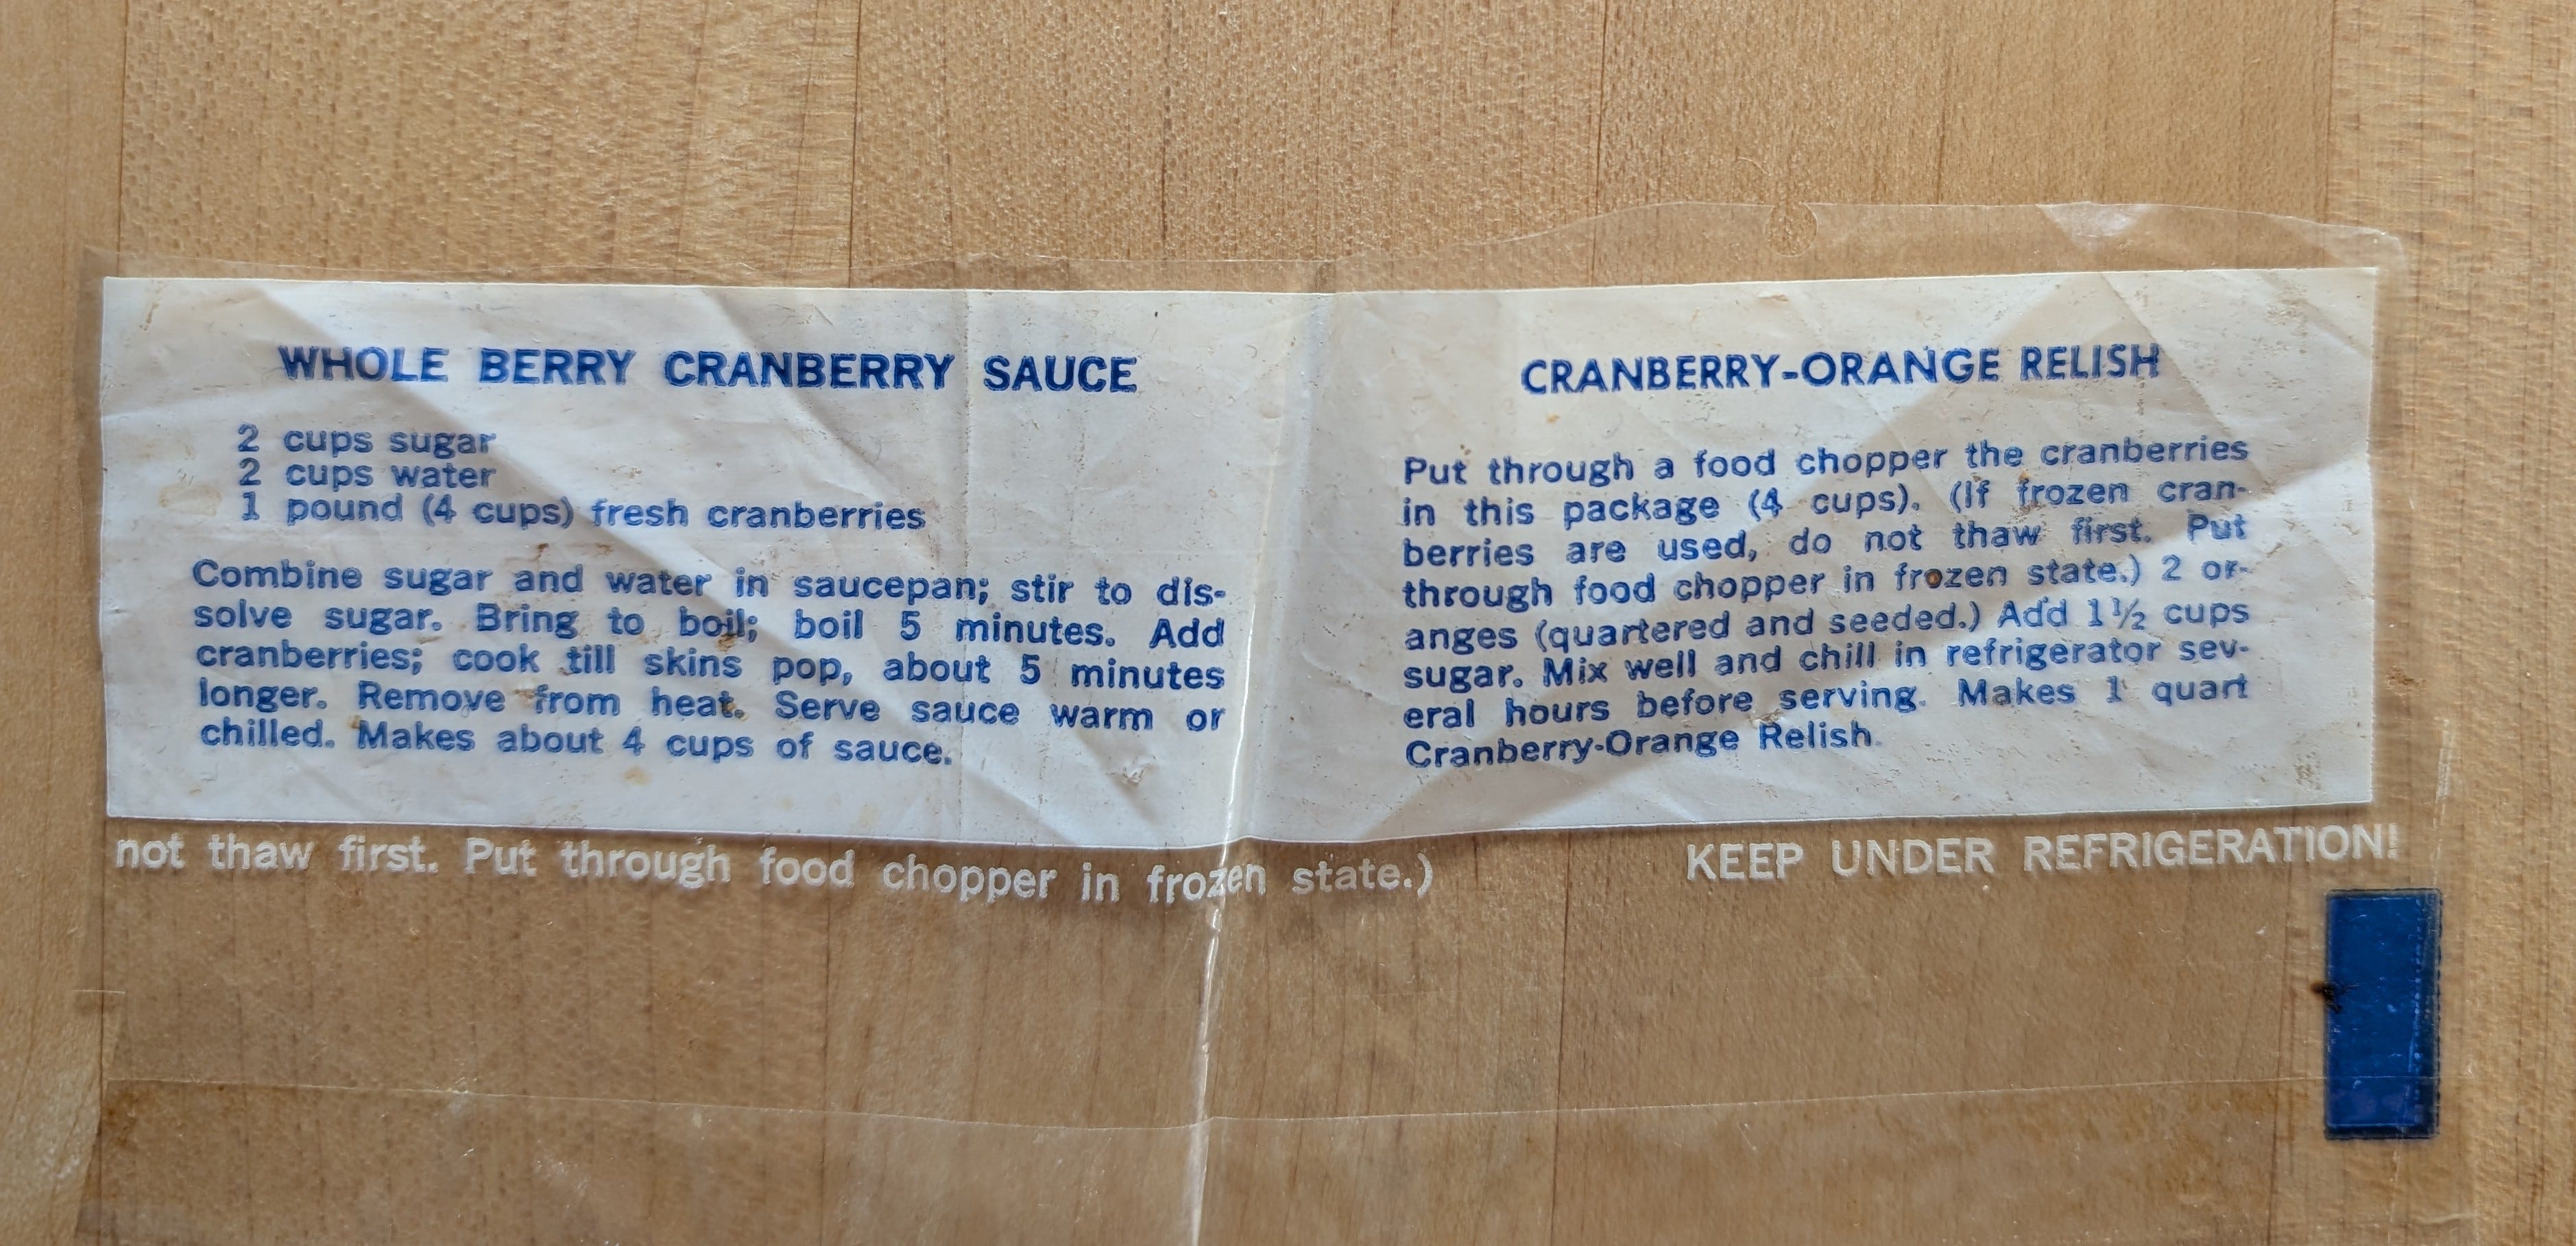 WHOLE BERRY CRANBERRY SAUCE
2 cups sugar
2 cups water
1 pound (4 cups) fresh cranberries
Combine sugar and water in saucepan; stir to dis-
solve sugar. Bring to boil; boil 5 minutes. Add
cranberries; cook till skins pop, about 5 minutes
longer. Remove from heat. Serve sauce warm or
chilled. Makes about 4 cups of sauce.
CRANBERRY-ORANGE RELISH
Put through a food chopper the cranberries
in this package (4 cups). (If frozen cran-
berries are used, do not thaw first. Put
through food chopper in frozen state.) 2 or-
anges (quartered and seeded.) Add 1½ cups
sugar. Mix well and chill in refrigerator sev-
eral hours before serving. Makes 1 quart
Cranberry-Orange Relish.
not thaw first. Put through food chopper in frozen state.)
KEEP UNDER REFRIGERATION!